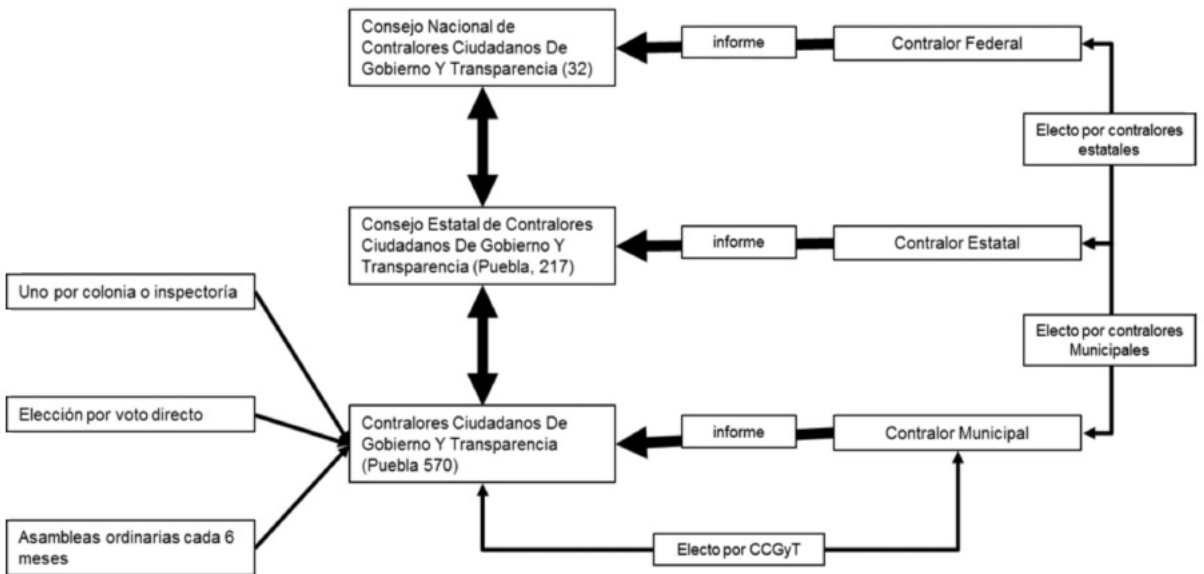 Consejo Nacional de
Contralores Ciudadanos De
Gobierno Y Transparencia (32)
informe
Contralor Federal
Electo por contralores
estatales
Consejo Estatal de Contralores
Ciudadanos De Gobierno Y
Transparencia (Puebla, 217)
informe
Contralor Estatal
Uno por colonia o inspectoría
Electo por contralores
Municipales
Elección por voto directo
Contralores Ciudadanos De
Gobierno Y Transparencia
(Puebla 570)
informe
Contralor Municipal
Asambleas ordinarias cada 6
meses
Electo por CCGyT